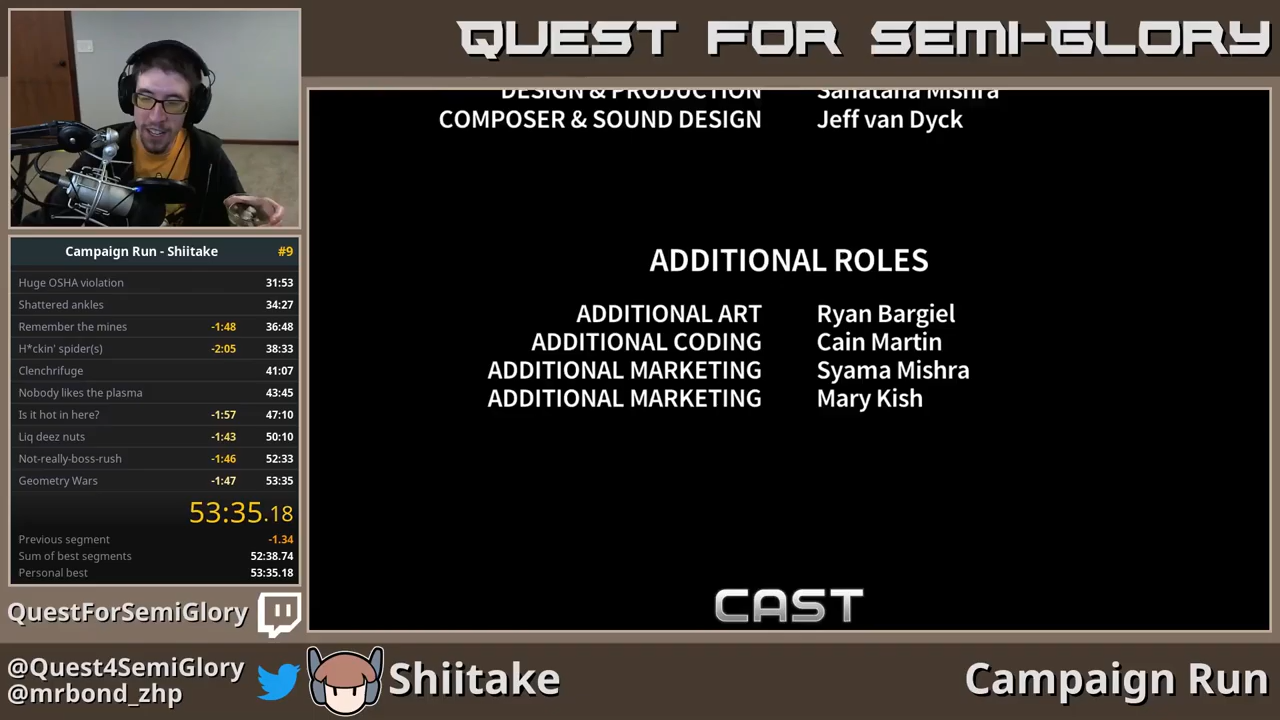 QUEST FOR SEMI-GLORY
DESIGN & PRODUCTION Sanatana Mishra
COMPOSER & SOUND DESIGN Jeff van Dyck
ADDITIONAL ROLES
ADDITIONAL ART Ryan Bargiel
ADDITIONAL CODING Cain Martin
ADDITIONAL MARKETING Syama Mishra
ADDITIONAL MARKETING Mary Kish
CAST
Campaign Run - Shiitake #9
Huge OSHA violation 31:53
Shattered ankles 34:27
Remember the mines -1:48 36:48
H*ckin' spider(s) -2:05 38:33
Clenchrifuge 41:07
Nobody likes the plasma 43:45
Is it hot in here? -1:57 47:10
Liq deez nuts -1:43 50:10
Not-really-boss-rush -1:46 52:33
Geometry Wars -1:47 53:35
53:35.18
Previous segment -1.34
Sum of best segments 52:38.74
Personal best 53:35.18
QuestForSemiGlory
@Quest4SemiGlory
@mrbond_zhp
Shiitake
Campaign Run